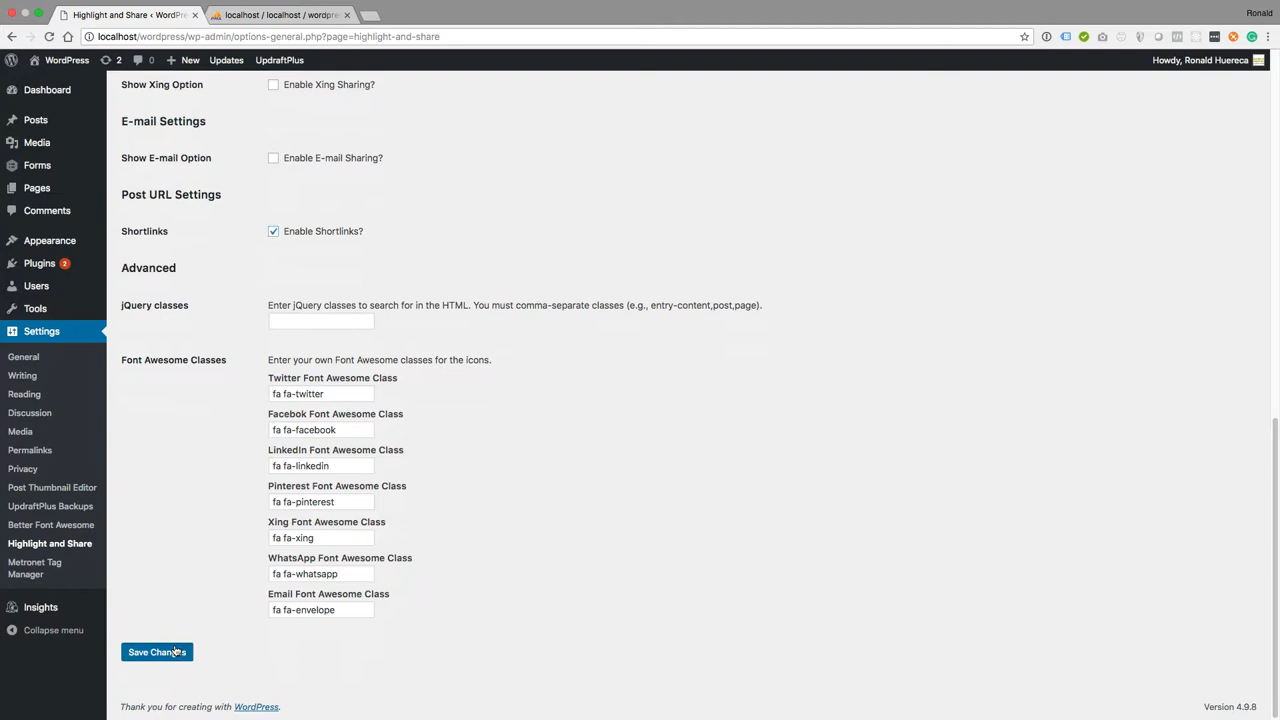 Highlight and Share ‹ WordPr
localhost / localhost / wordpre
Ronald
localhost/wordpress/wp-admin/options-general.php?page=highlight-and-share
WordPress 2 0 New Updates UpdraftPlus Howdy, Ronald Huereca
Dashboard
Posts
Media
Forms
Pages
Comments
Appearance
Plugins 2
Users
Tools
Settings
General
Writing
Reading
Discussion
Media
Permalinks
Privacy
Post Thumbnail Editor
UpdraftPlus Backups
Better Font Awesome
Highlight and Share
Metronet Tag
Manager
Insights
Collapse menu
Show Xing Option Enable Xing Sharing?
E-mail Settings
Show E-mail Option Enable E-mail Sharing?
Post URL Settings
Shortlinks Enable Shortlinks?
Advanced
jQuery classes Enter jQuery classes to search for in the HTML. You must comma-separate classes (e.g., entry-content,post,page).
Font Awesome Classes Enter your own Font Awesome classes for the icons.
Twitter Font Awesome Class
fa fa-twitter
Facebok Font Awesome Class
fa fa-facebook
LinkedIn Font Awesome Class
fa fa-linkedin
Pinterest Font Awesome Class
fa fa-pinterest
Xing Font Awesome Class
fa fa-xing
WhatsApp Font Awesome Class
fa fa-whatsapp
Email Font Awesome Class
fa fa-envelope
Save Changes
Thank you for creating with WordPress. Version 4.9.8